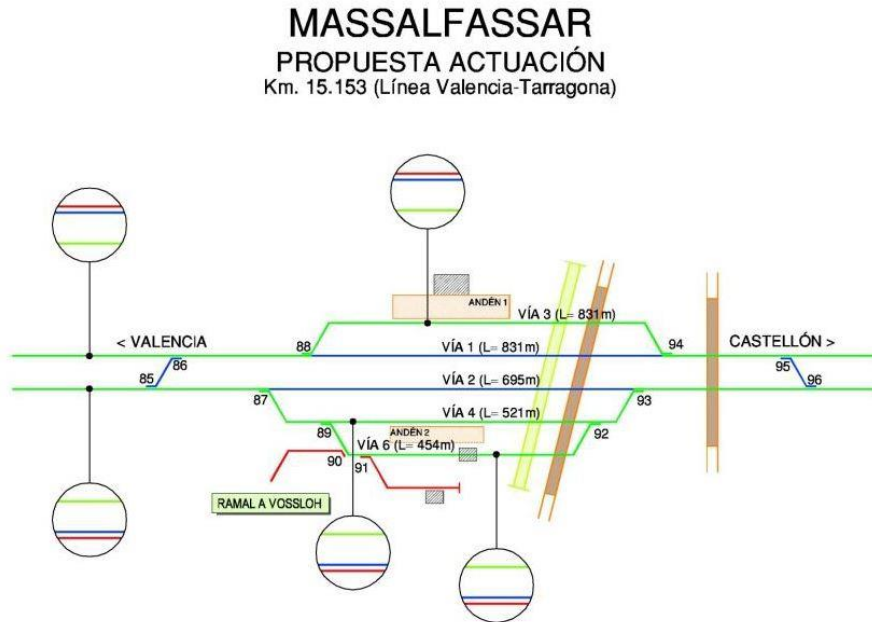 MASSALFASSAR
PROPUESTA ACTUACIÓN
Km. 15.153 (Línea Valencia-Tarragona)
ANDÉN 1
VÍA 3 (L= 831m)
< VALENCIA
88
VÍA 1 (L= 831m)
94
CASTELLÓN >
86
95
85
VÍA 2 (L= 695m)
96
87
93
VÍA 4 (L= 521m)
89
ANDÉN 2
92
VÍA 6 (L= 454m)
90
91
RAMAL A VOSSLOH